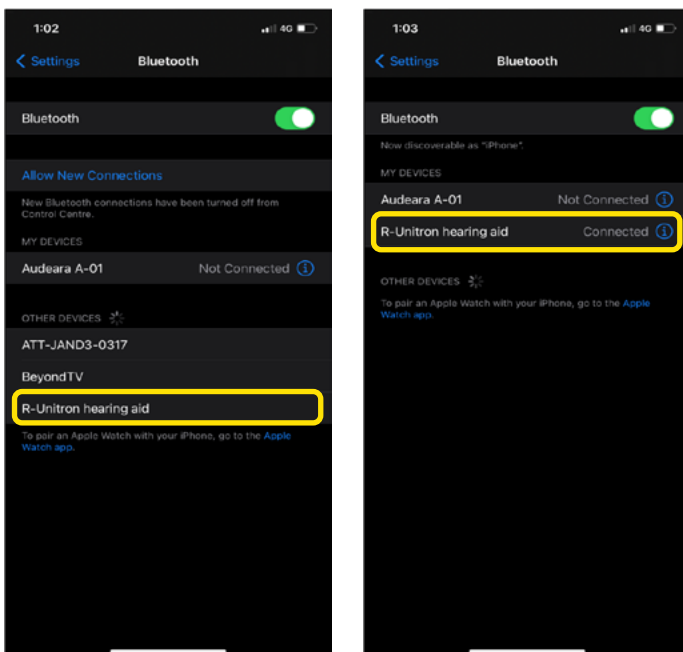 1:02
4G
Settings
Bluetooth
Bluetooth
Allow New Connections
New Bluetooth connections have been turned off from
Control Centre.
MY DEVICES
Audeara A-01 Not Connected
OTHER DEVICES
ATT-JAND3-0317
BeyondTV
R-Unitron hearing aid
To pair an Apple Watch with your iPhone, go to the Apple
Watch app.
1:03
4G
Settings
Bluetooth
Bluetooth
Now discoverable as "iPhone".
MY DEVICES
Audeara A-01 Not Connected
R-Unitron hearing aid Connected
OTHER DEVICES
To pair an Apple Watch with your iPhone, go to the Apple
Watch app.